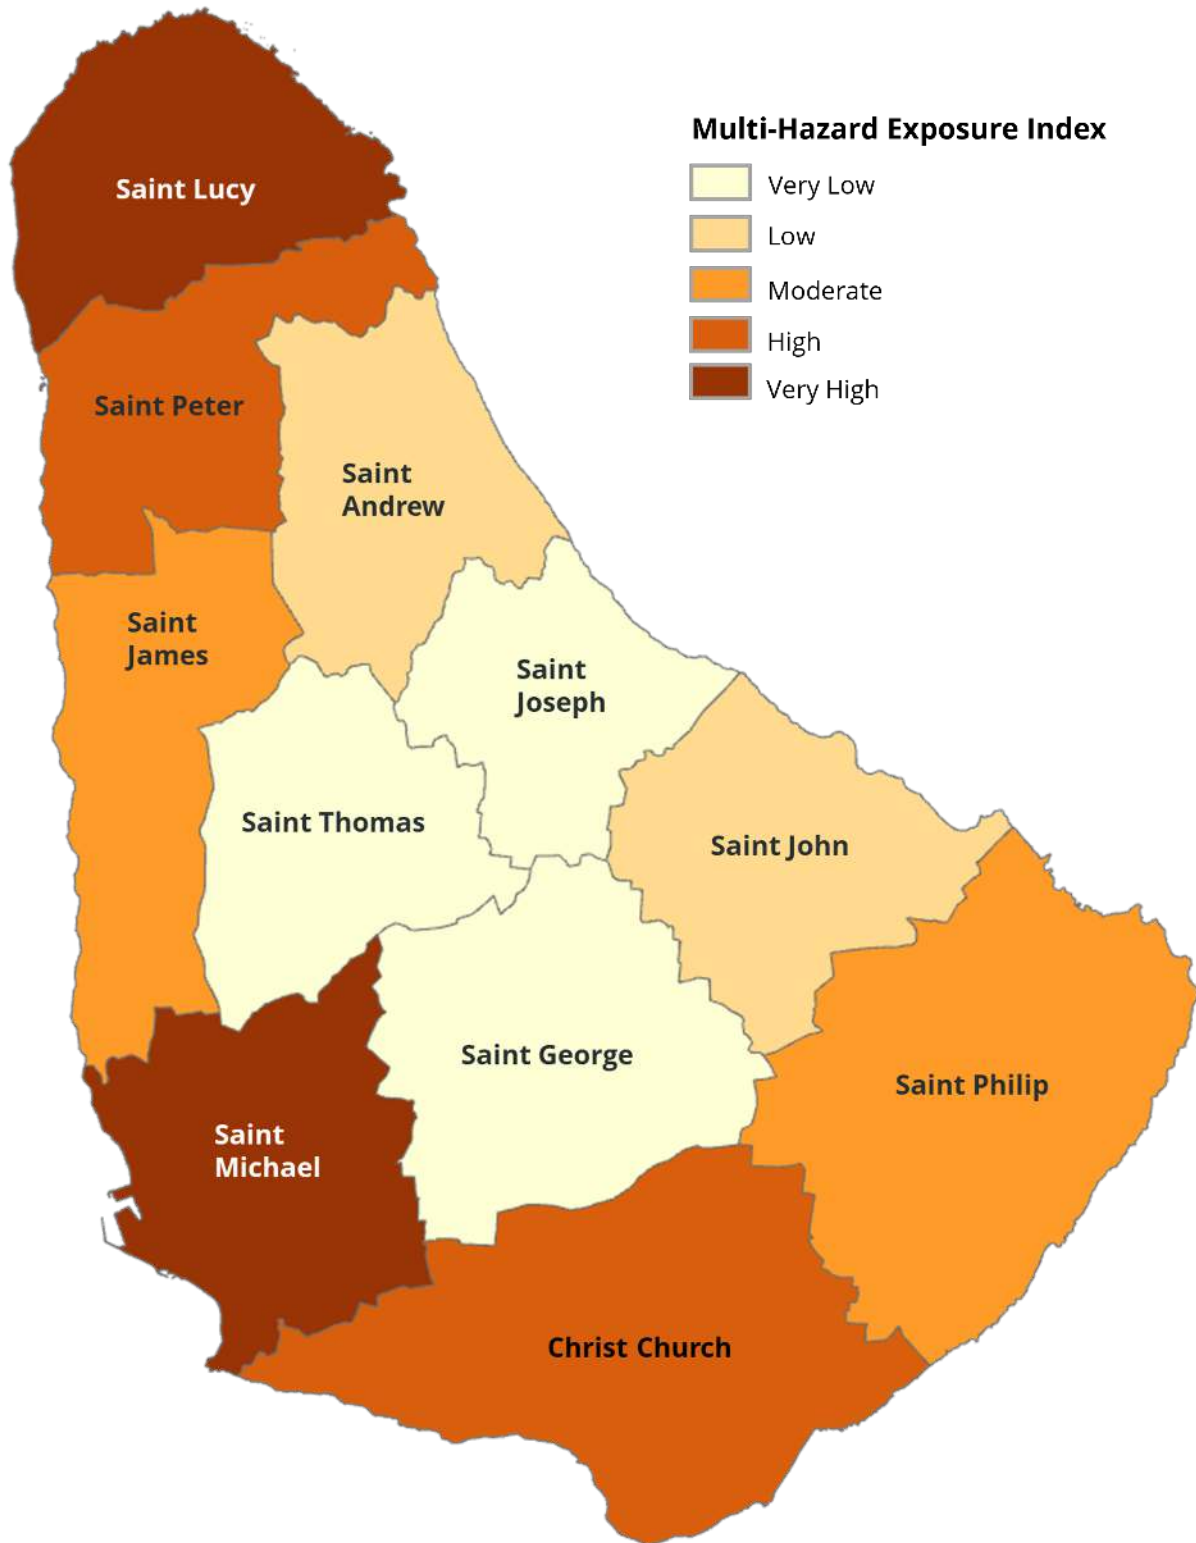 Multi-Hazard Exposure Index
Very Low
Low
Moderate
High
Very High
Saint Lucy
Saint Peter
Saint
Andrew
Saint
James
Saint
Joseph
Saint Thomas
Saint John
Saint George
Saint Philip
Saint
Michael
Christ Church